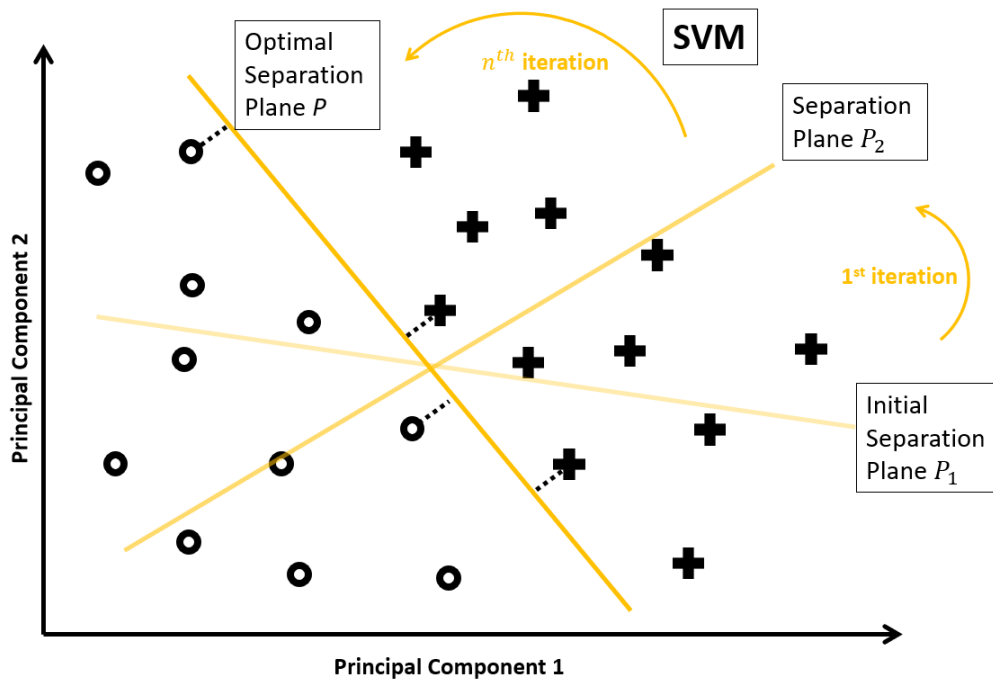 SVM
Optimal
Separation
Plane P
nth iteration
Separation
Plane P2
1st iteration
Initial
Separation
Plane P1
Principal Component 2
Principal Component 1